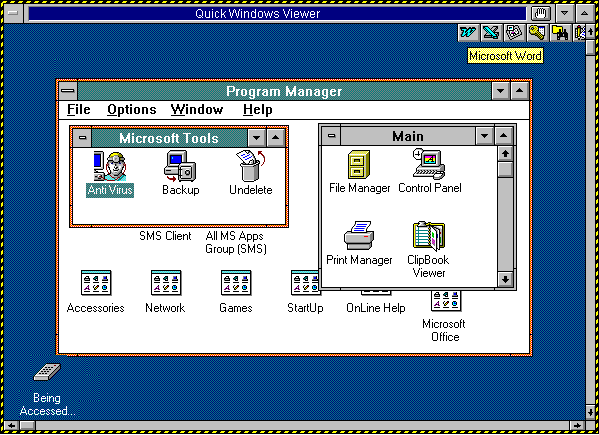 Quick Windows Viewer
Microsoft Word
Program Manager
File Options Window Help
Microsoft Tools
Anti Virus
Backup
Undelete
Main
File Manager
Control Panel
Print Manager
ClipBook
Viewer
SMS Client
All MS Apps
Group (SMS)
Accessories
Network
Games
StartUp
OnLine Help
Microsoft
Office
Being
Accessed...